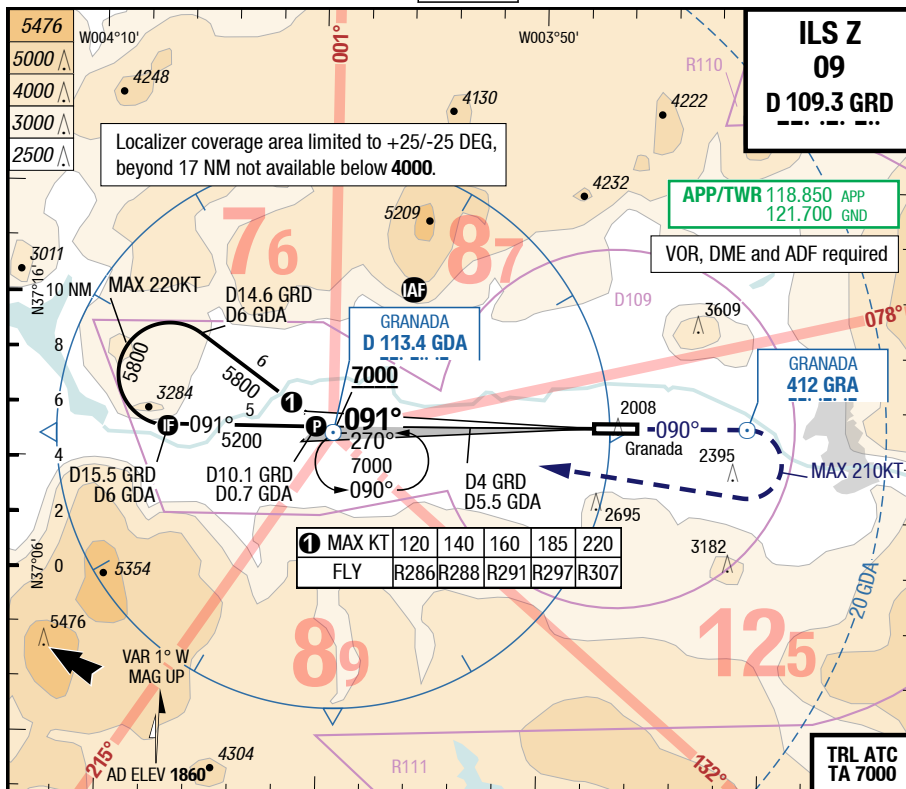 5476
5000
4000
3000
2500
W004°10'
W003°50'
001°
ILS Z
09
D 109.3 GRD
R110
4248
4130
4222
Localizer coverage area limited to +25/-25 DEG,
beyond 17 NM not available below 4000.
4232
5209
APP/TWR 118.850 APP
121.700 GND
VOR, DME and ADF required
76
87
3011
N37°16'
10 NM
MAX 220KT
D14.6 GRD
D6 GDA
IAF
D109
3609
078°
GRANADA
D 113.4 GDA
GRANADA
412 GRA
8
6
4
2
0
5800
6
5800
7000
3284
1
IF
091°
5
5200
P
091°
270°
7000
090°
2008
Granada
090°
D15.5 GRD
D6 GDA
D10.1 GRD
D0.7 GDA
D4 GRD
D5.5 GDA
2395
MAX 210KT
2695
1 MAX KT 120 140 160 185 220
FLY R286 R288 R291 R297 R307
3182
N37°06'
5354
5476
20 GDA
89
125
VAR 1° W
MAG UP
215°
4304
AD ELEV 1860
R111
132°
TRL ATC
TA 7000